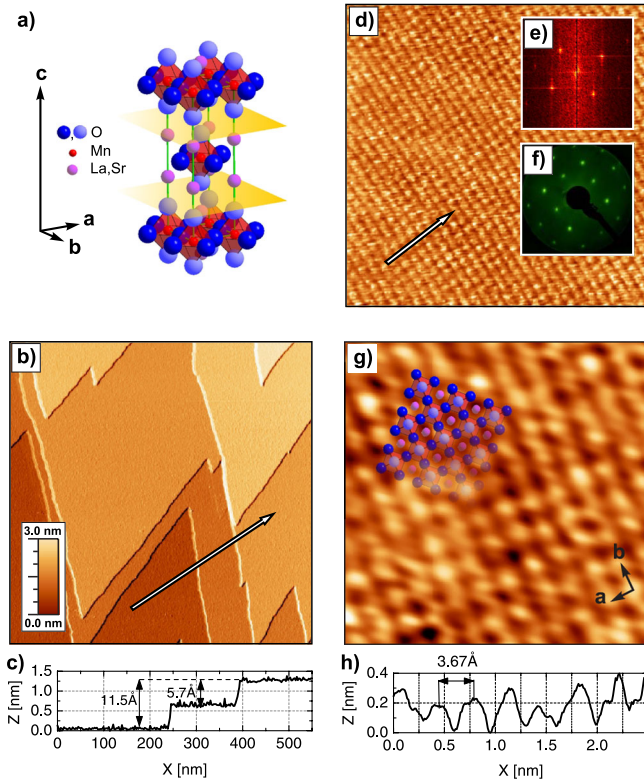 a)
c
O
Mn
La,Sr
a
b
d)
e)
f)
b)
3.0 nm
0.0 nm
g)
b
a
c)
Z [nm]
1.5
1.0
0.5
0.0
11.5Å
5.7Å
0 100 200 300 400 500
X [nm]
h)
Z [nm]
0.4
0.2
0.0
3.67Å
0.0 0.5 1.0 1.5 2.0
X [nm]